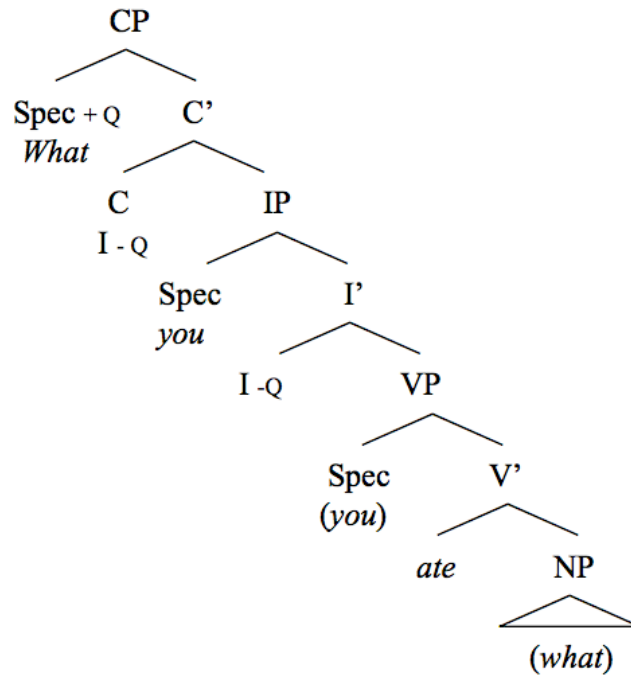 CP
Spec + Q C’
What
C IP
I - Q
Spec I’
you
I -Q VP
Spec V’
(you)
ate NP
(what)